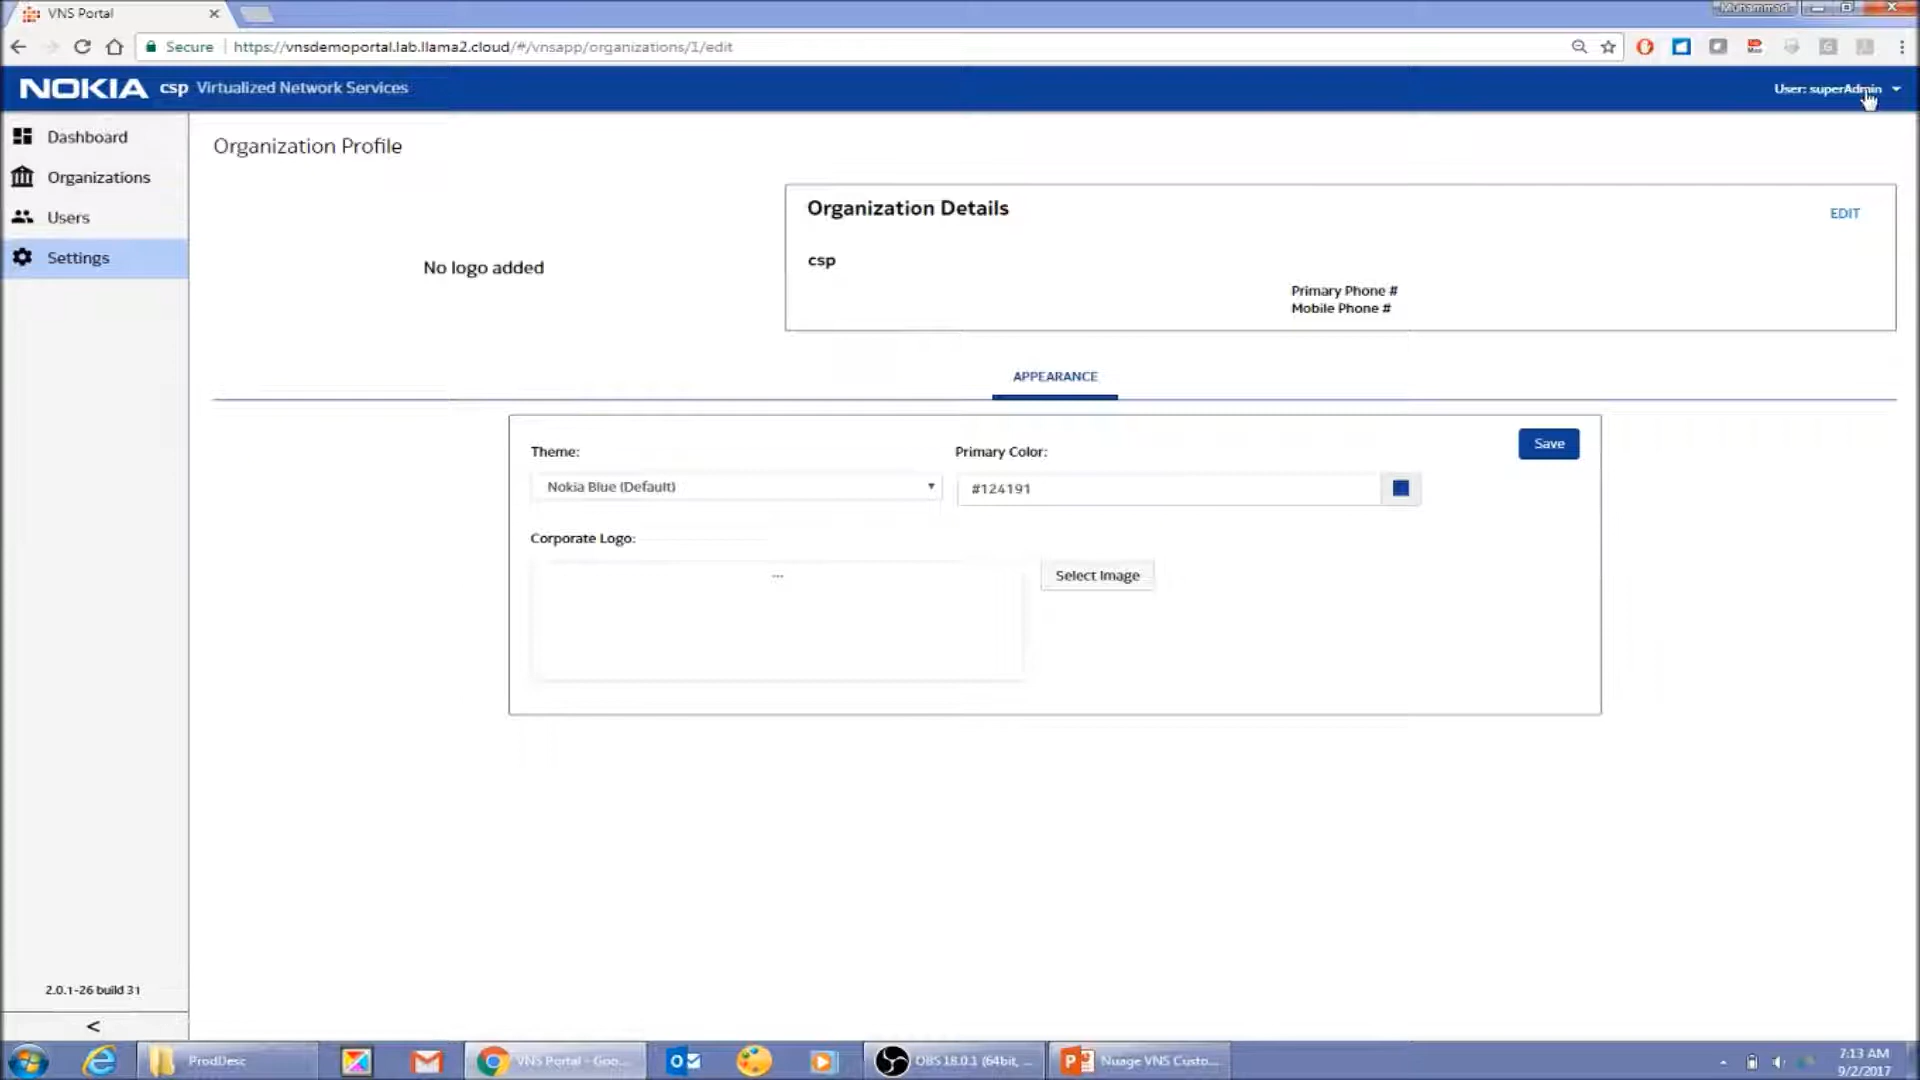 VNS Portal
Muhammad
Secure
https://vnsdemoportal.lab.llama2.cloud/#/vnsapp/organizations/1/edit
NOKIA csp Virtualized Network Services
User: superAdmin
Dashboard
Organizations
Users
Settings
Organization Profile
No logo added
Organization Details
EDIT
csp
Primary Phone #
Mobile Phone #
APPEARANCE
Theme:
Primary Color:
Save
Nokia Blue (Default)
#124191
Corporate Logo:
...
Select Image
2.0.1-26 build 31
<
ProdDesc
VNS Portal - Goo...
OBS 18.0.1 (64bit, ...
Nuage VNS Custo...
7:13 AM
9/2/2017